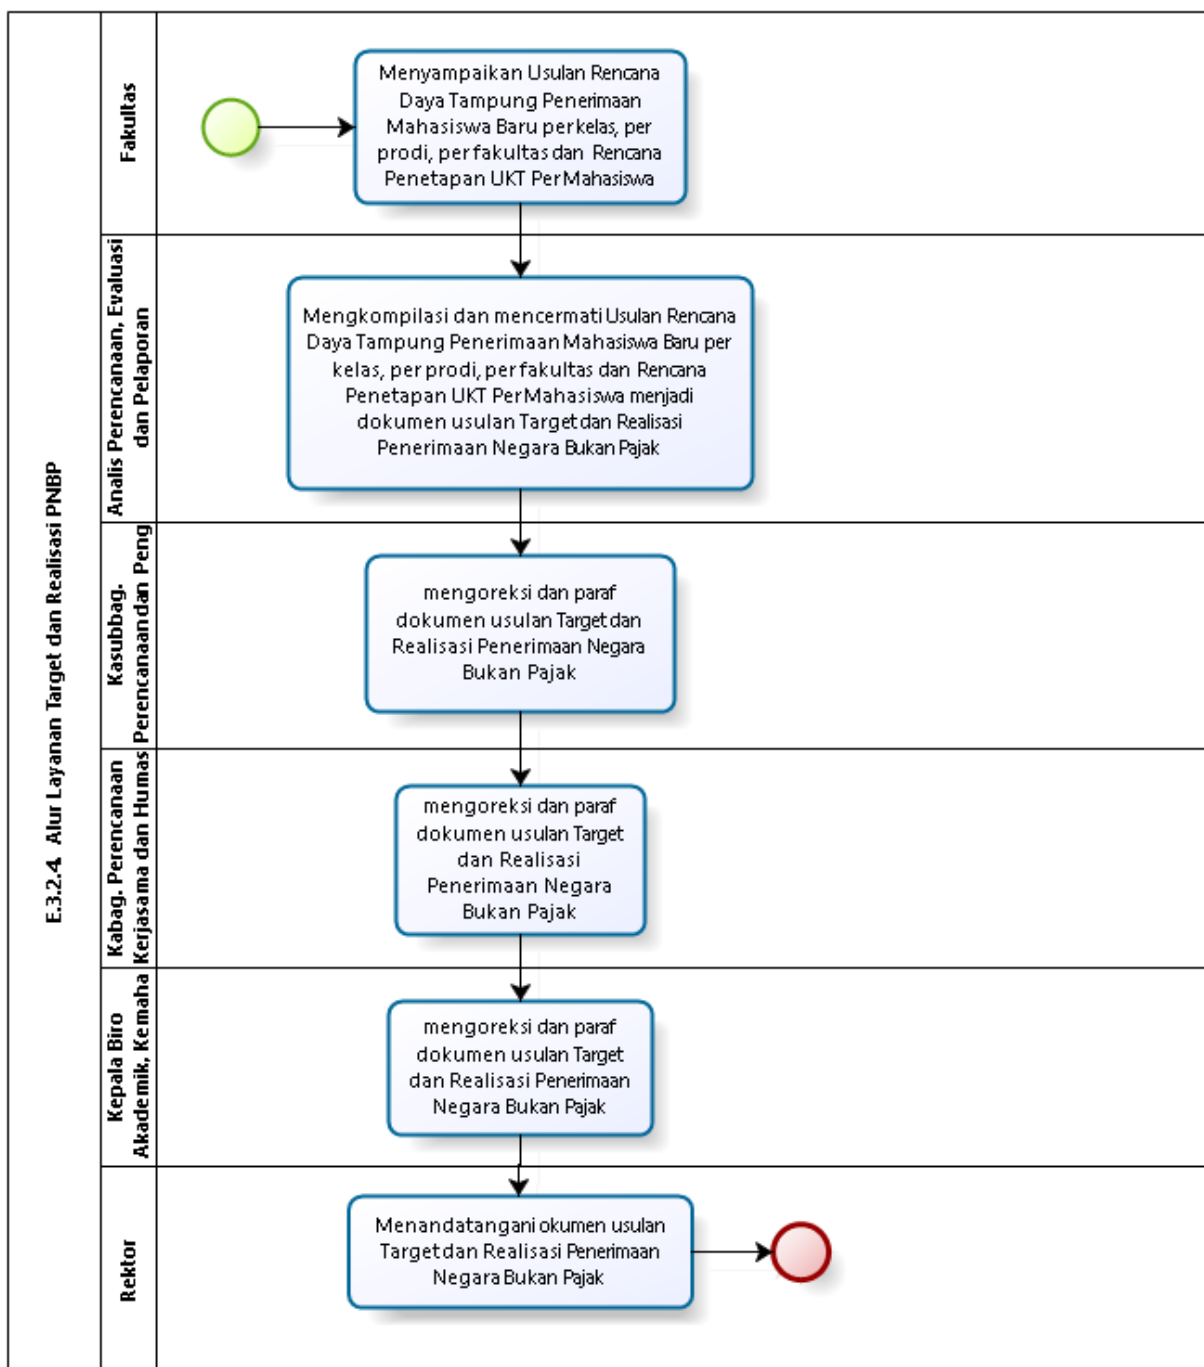 E.3.2.4. Alur Layanan Target dan Realisasi PNBP
Fakultas
Menyampaikan Usulan Rencana
Daya Tampung Penerimaan
Mahasiswa Baru perkelas, per
prodi, perfakultas dan Rencana
Penetapan UKT Per Mahasiswa
Analis Perencanaan, Evaluasi
dan Pelaporan
Mengkompilasi dan mencermati Usulan Rencana
Daya Tampung Penerimaan Mahasiswa Baru per
kelas, per prodi, perfakultas dan Rencana
Penetapan UKT Per Mahasiswa menjadi
dokumen usulan Target dan Realisasi
Penerimaan Negara Bukan Pajak
Kasubbag.
Perencanaan dan Peng
mengoreksi dan paraf
dokumen usulan Target dan
Realisasi Penerimaan Negara
Bukan Pajak
Kabag. Perencanaan
Kerjasama dan Humas
mengoreksi dan paraf
dokumen usulan Target
dan Realisasi
Penerimaan Negara
Bukan Pajak
Kepala Biro
Akademik, Kemaha
mengoreksi dan paraf
dokumen usulan Target
dan Realisasi Penerimaan
Negara Bukan Pajak
Rektor
Menandatangani okumen usulan
Target dan Realisasi Penerimaan
Negara Bukan Pajak